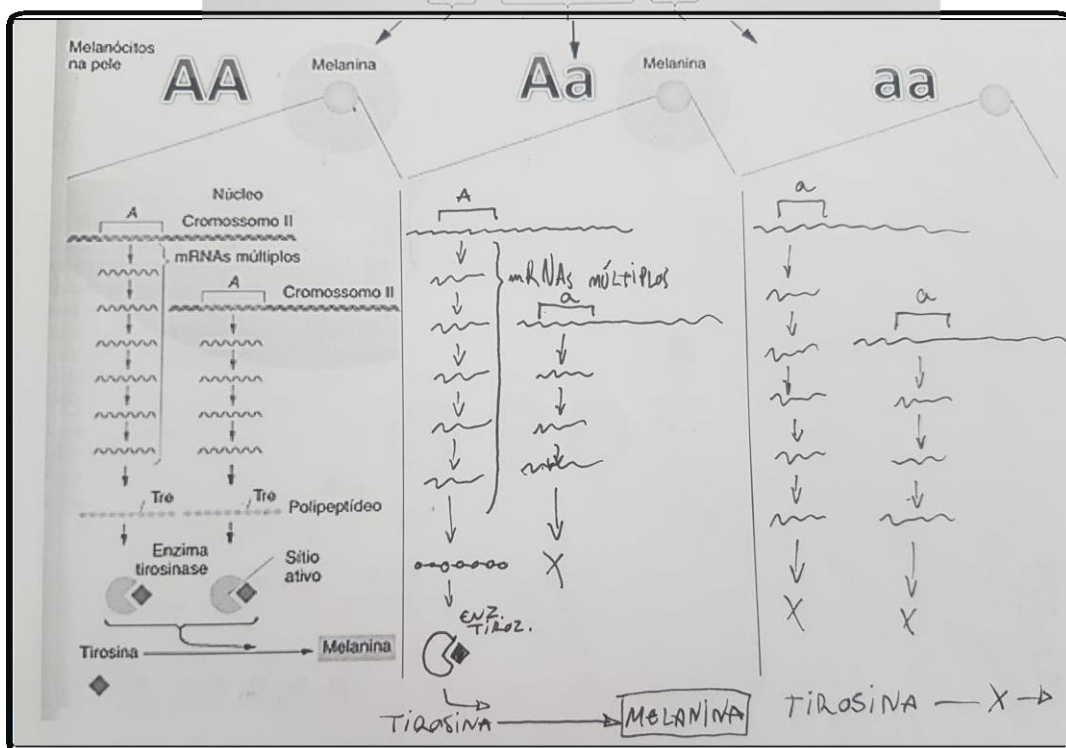 Melanócitos
na pele
AA
Melanina
Aa
Melanina
aa
Núcleo
A
Cromossomo II
mRNAs múltiplos
A
Cromossomo II
Tre
Tre
Polipeptídeo
Enzima
tirosinase
Sítio
ativo
Tirosina
Melanina
A
mRNAs MÚLTIPLOS
a
X
ENZ.
TIROZ.
TIROSINA
MELANINA
a
a
X
X
TIROSINA X